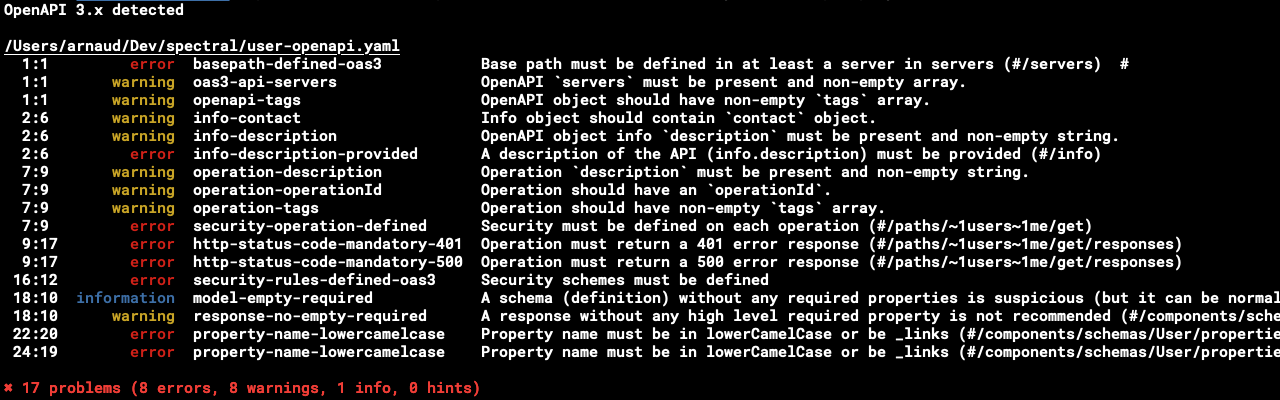 OpenAPI 3.x detected
/Users/arnaud/Dev/spectral/user-openapi.yaml
1:1 error basepath-defined-oas3 Base path must be defined in at least a server in servers (#/servers) #
1:1 warning oas3-api-servers OpenAPI `servers` must be present and non-empty array.
1:1 warning openapi-tags OpenAPI object should have non-empty `tags` array.
2:6 warning info-contact Info object should contain `contact` object.
2:6 warning info-description OpenAPI object info `description` must be present and non-empty string.
2:6 error info-description-provided A description of the API (info.description) must be provided (#/info)
7:9 warning operation-description Operation `description` must be present and non-empty string.
7:9 warning operation-operationId Operation should have an `operationId`.
7:9 warning operation-tags Operation should have non-empty `tags` array.
7:9 error security-operation-defined Security must be defined on each operation (#/paths/~1users~1me/get)
9:17 error http-status-code-mandatory-401 Operation must return a 401 error response (#/paths/~1users~1me/get/responses)
9:17 error http-status-code-mandatory-500 Operation must return a 500 error response (#/paths/~1users~1me/get/responses)
16:12 error security-rules-defined-oas3 Security schemes must be defined
18:10 information model-empty-required A schema (definition) without any required properties is suspicious (but it can be normal
18:10 warning response-no-empty-required A response without any high level required property is not recommended (#/components/sche
22:20 error property-name-lowercamelcase Property name must be in lowerCamelCase or be _links (#/components/schemas/User/propertie
24:19 error property-name-lowercamelcase Property name must be in lowerCamelCase or be _links (#/components/schemas/User/propertie
✖ 17 problems (8 errors, 8 warnings, 1 info, 0 hints)